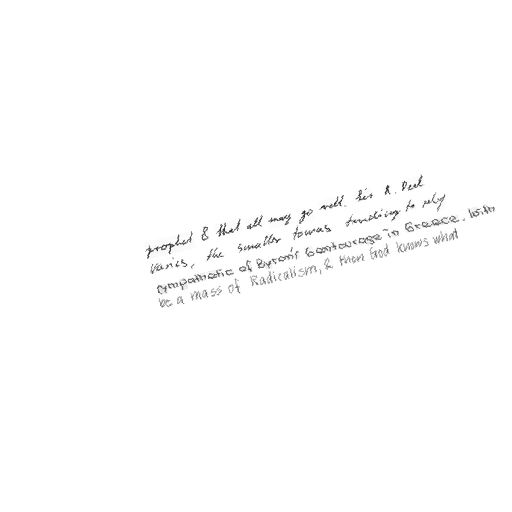 prophet & that all may go well. Sir R. Peel
varies, the smaller towns tending to rely
sympathetic of Byron's entourage in Greece. With
be a mass of Radicalism, & then God knows what